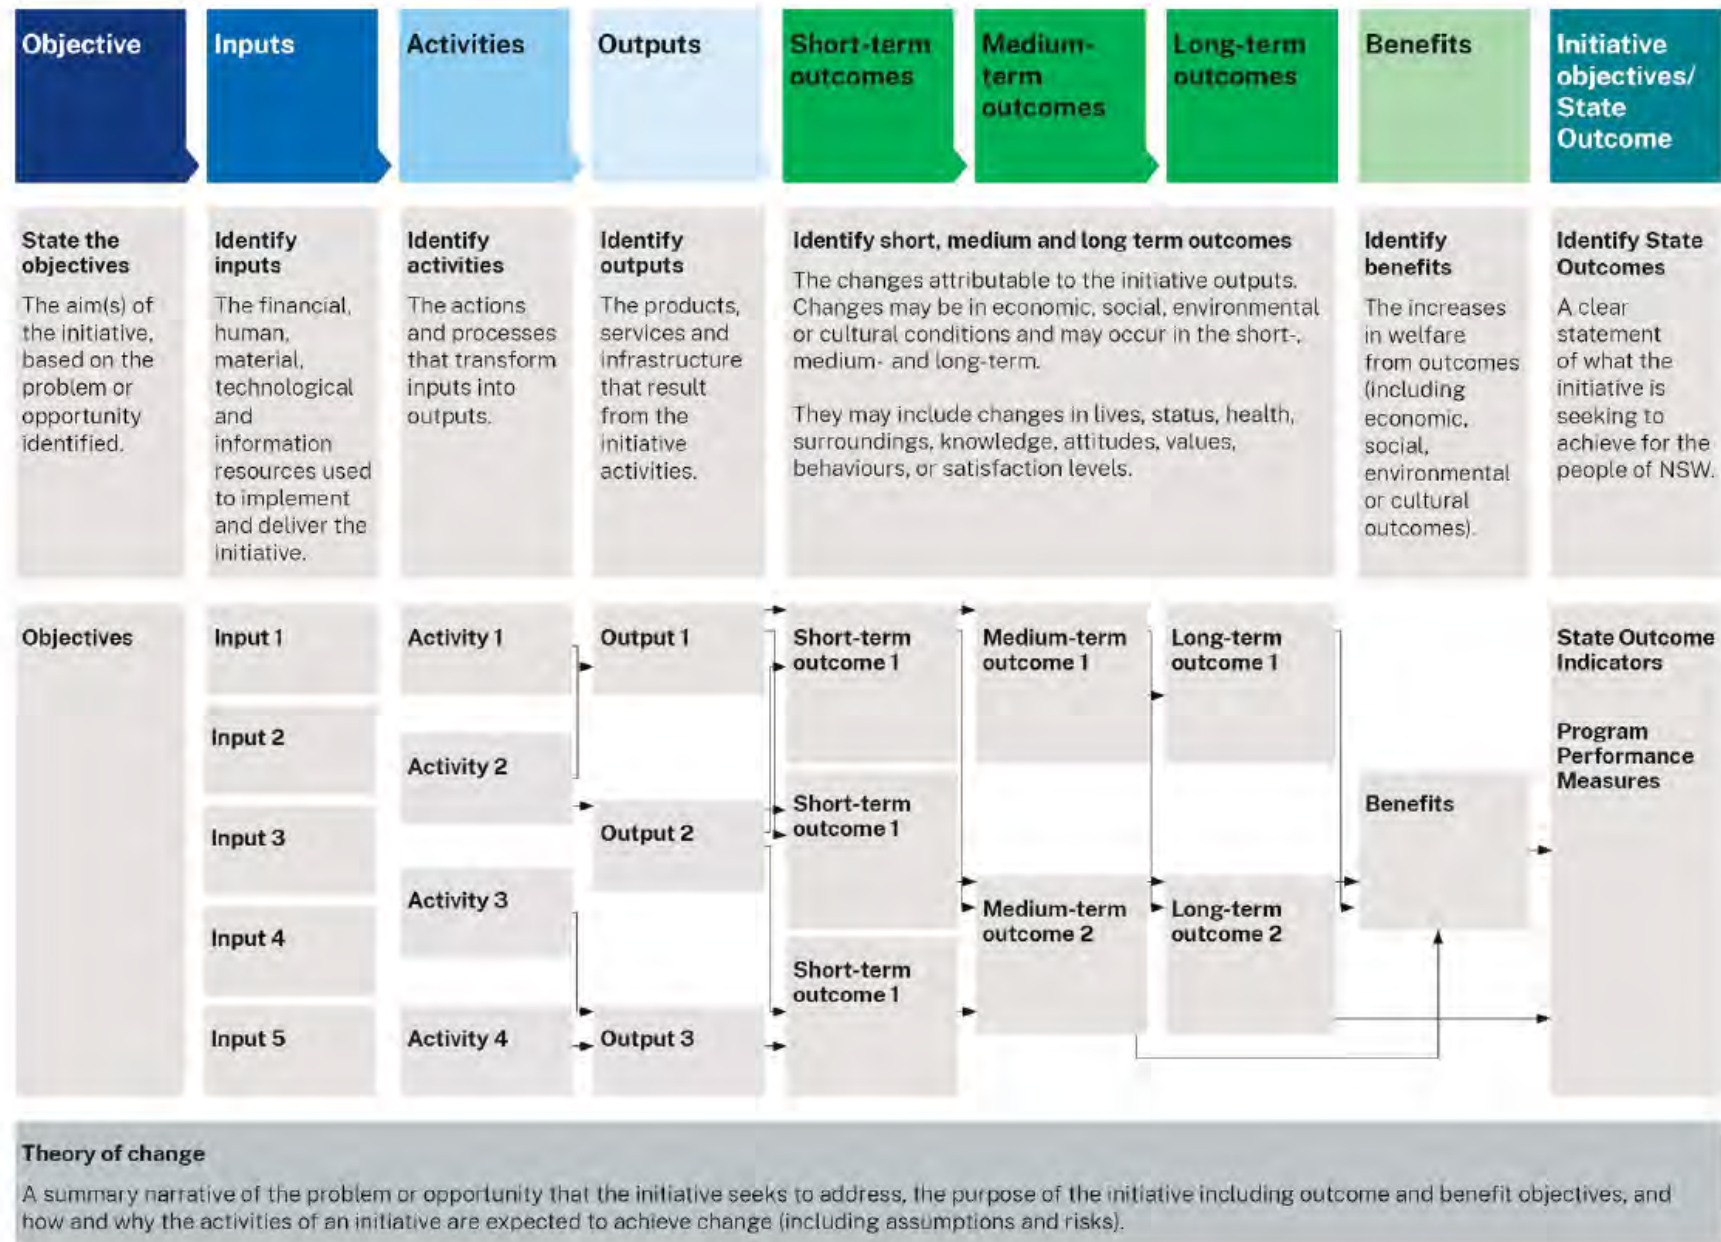 Objective
Inputs
Activities
Outputs
Short-term
outcomes
Medium-
term
outcomes
Long-term
outcomes
Benefits
Initiative
objectives/
State
Outcome
State the
objectives
The aim(s) of
the initiative,
based on the
problem or
opportunity
identified.
Identify
inputs
The financial,
human,
material,
technological
and
information
resources used
to implement
and deliver the
initiative.
Identify
activities
The actions
and processes
that transform
inputs into
outputs.
Identify
outputs
The products,
services and
infrastructure
that result
from the
initiative
activities.
Identify short, medium and long term outcomes
The changes attributable to the initiative outputs.
Changes may be in economic, social, environmental
or cultural conditions and may occur in the short-,
medium- and long-term.
They may include changes in lives, status, health,
surroundings, knowledge, attitudes, values,
behaviours, or satisfaction levels.
Identify
benefits
The increases
in welfare
from outcomes
(including
economic,
social,
environmental
or cultural
outcomes).
Identify State
Outcomes
A clear
statement
of what the
initiative is
seeking to
achieve for the
people of NSW.
Objectives
Input 1
Input 2
Input 3
Input 4
Input 5
Activity 1
Activity 2
Activity 3
Activity 4
Output 1
Output 2
Output 3
Short-term
outcome 1
Short-term
outcome 1
Short-term
outcome 1
Medium-term
outcome 1
Medium-term
outcome 2
Long-term
outcome 1
Long-term
outcome 2
Benefits
State Outcome
Indicators
Program
Performance
Measures
Theory of change
A summary narrative of the problem or opportunity that the initiative seeks to address, the purpose of the initiative including outcome and benefit objectives, and
how and why the activities of an initiative are expected to achieve change (including assumptions and risks).